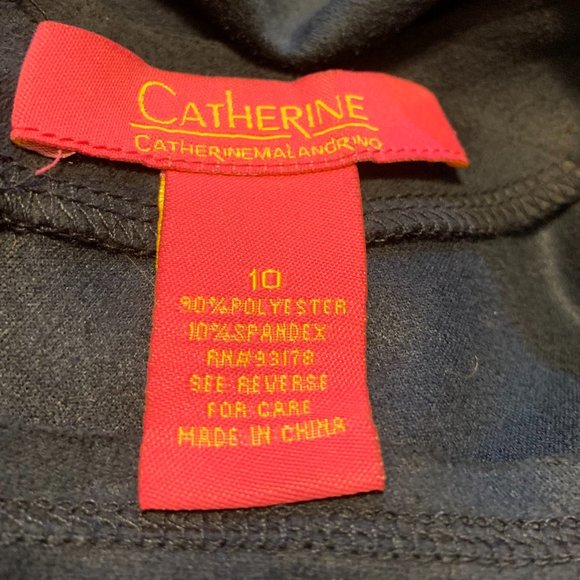 CATHERINE
CATHERINEMALANDRINO
10
90%POLYESTER
10%SPANDEX
RN#93178
SEE REVERSE
FOR CARE
MADE IN CHINA